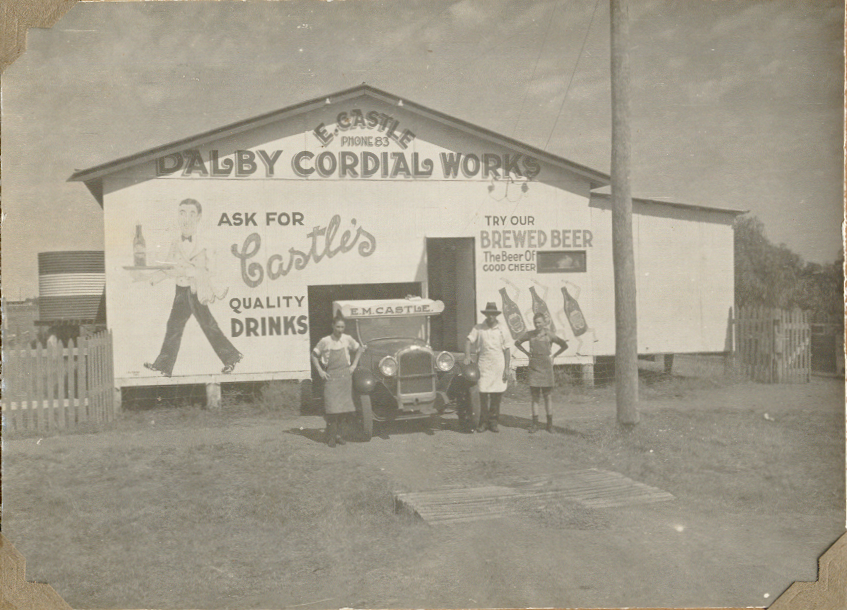 E. CASTLE
PHONE 83
DALBY CORDIAL WORKS
ASK FOR
Castle's
QUALITY
DRINKS
TRY OUR
BREWED BEER
The Beer Of
GOOD CHEER
E.M.CASTLE.